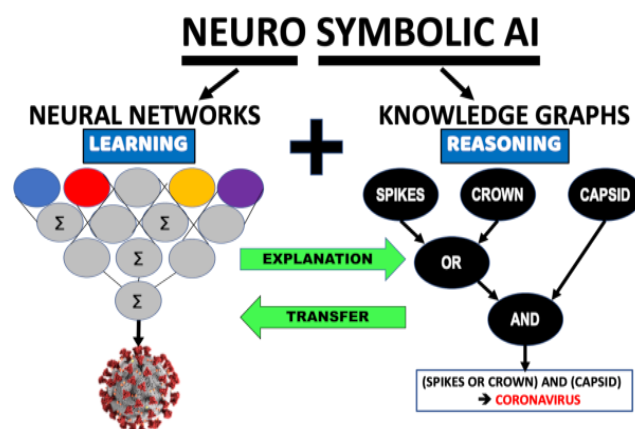 NEURO SYMBOLIC AI
NEURAL NETWORKS
LEARNING
Σ
Σ
Σ
Σ
+
KNOWLEDGE GRAPHS
REASONING
SPIKES
CROWN
CAPSID
OR
AND
EXPLANATION
TRANSFER
(SPIKES OR CROWN) AND (CAPSID)
➔ CORONAVIRUS